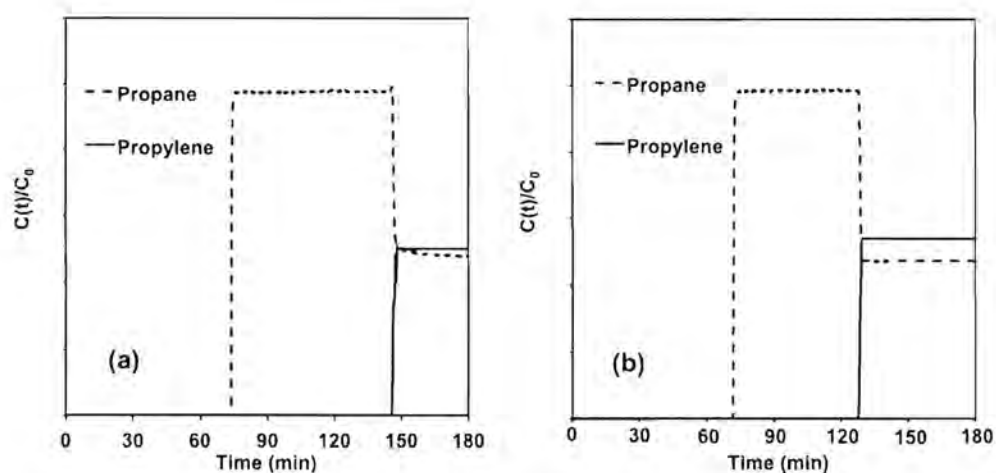 Propane
Propylene
C(t)/C₀
(a)
0 30 60 90 120 150 180
Time (min)
Propane
Propylene
C(t)/C₀
(b)
0 30 60 90 120 150 180
Time (min)